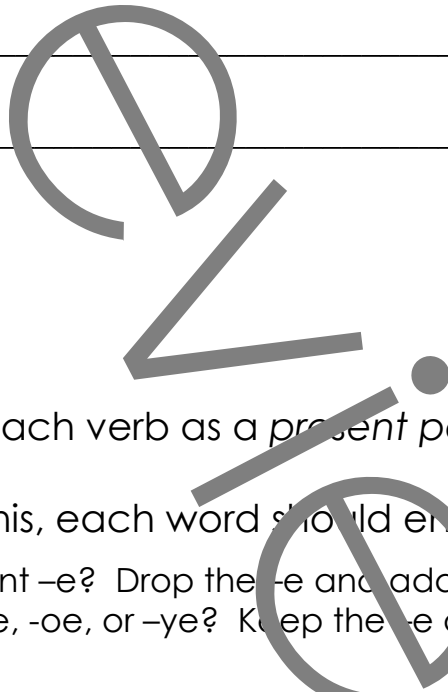 evie
ach verb as a present p
his, each word should en
nt –e? Drop the –e and add
e, -oe, or –ye? Keep the –e